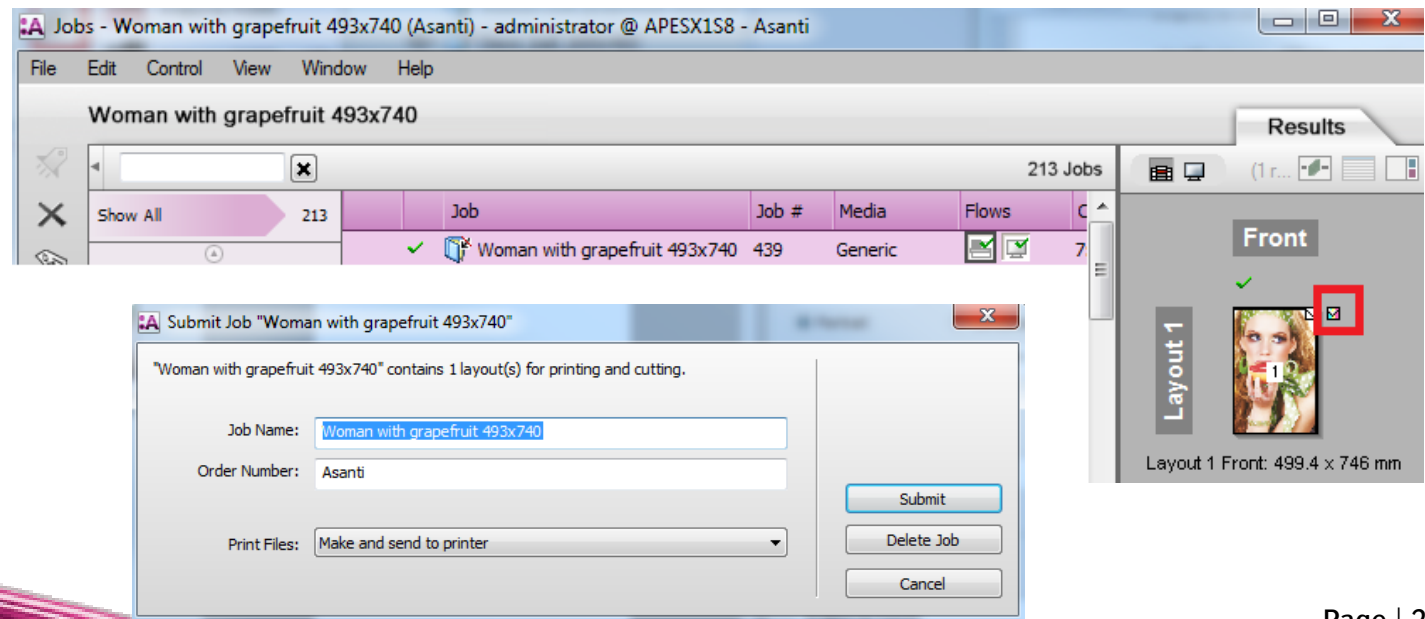 :A Jobs - Woman with grapefruit 493x740 (Asanti) - administrator @ APESX1S8 - Asanti
File Edit Control View Window Help
Woman with grapefruit 493x740
Results
213 Jobs
(1 r...
Show All 213
Job Job # Media Flows
Woman with grapefruit 493x740 439 Generic 7
Front
Layout 1
1
Layout 1 Front: 499.4 x 746 mm
:A Submit Job "Woman with grapefruit 493x740"
"Woman with grapefruit 493x740" contains 1 layout(s) for printing and cutting.
Job Name: Woman with grapefruit 493x740
Order Number: Asanti
Submit
Print Files: Make and send to printer
Delete Job
Cancel
Page | 2